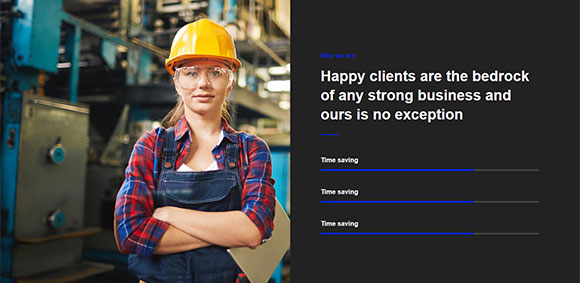 Who we are
Happy clients are the bedrock
of any strong business and
ours is no exception
Time saving
Time saving
Time saving